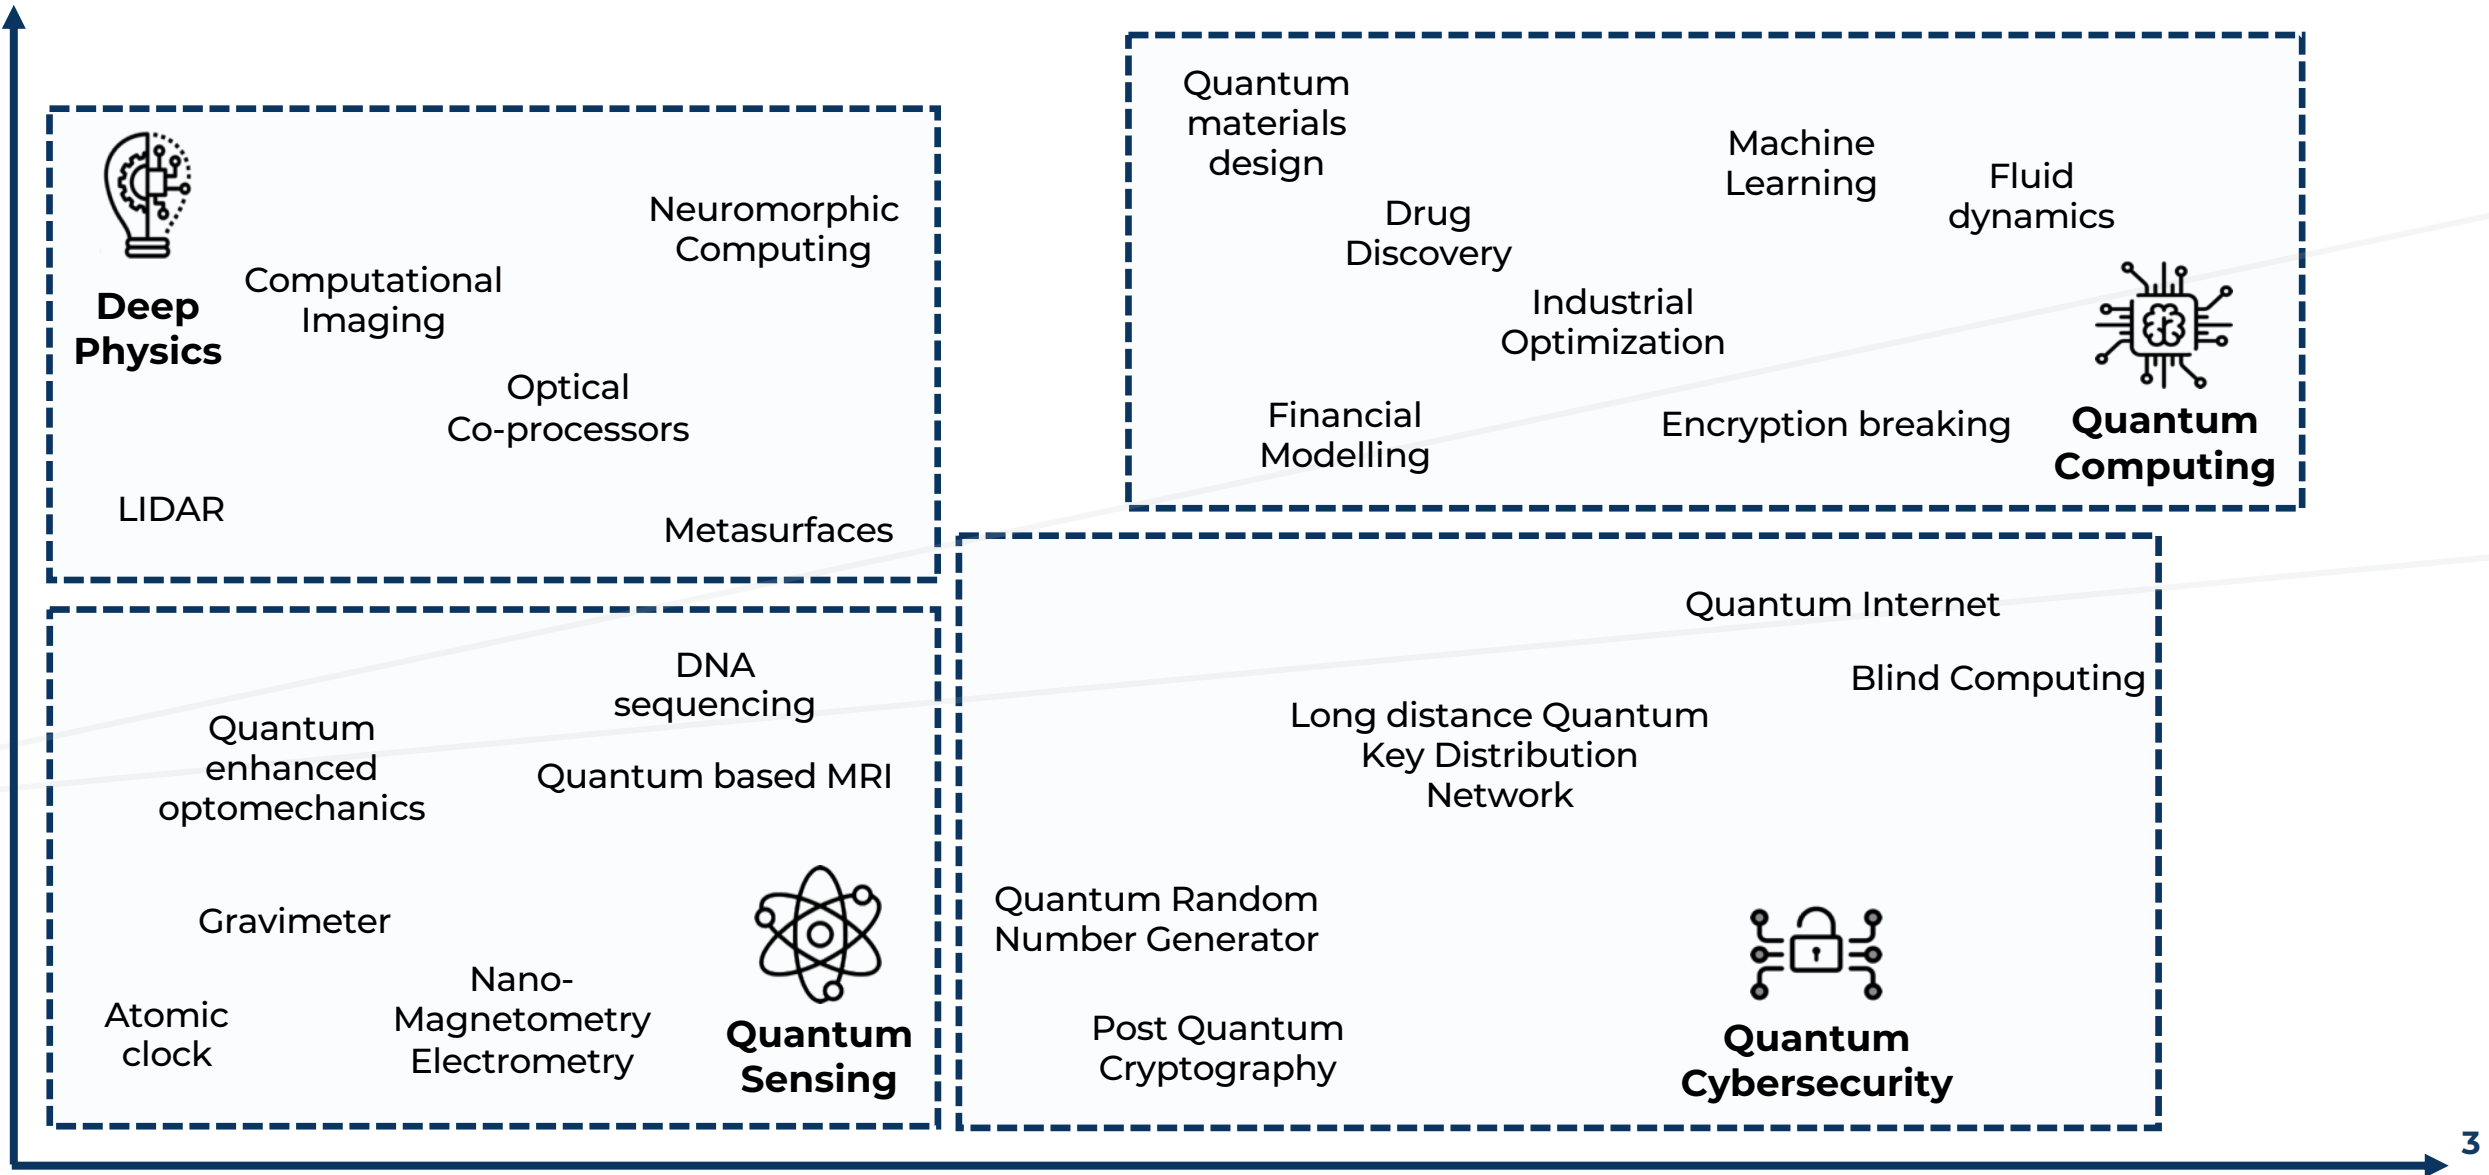 Deep
Physics
Computational
Imaging
Neuromorphic
Computing
Optical
Co-processors
LIDAR
Metasurfaces
Quantum
materials
design
Drug
Discovery
Machine
Learning
Fluid
dynamics
Industrial
Optimization
Financial
Modelling
Encryption breaking
Quantum
Computing
DNA
sequencing
Quantum
enhanced
optomechanics
Quantum based MRI
Gravimeter
Atomic
clock
Nano-
Magnetometry
Electrometry
Quantum
Sensing
Quantum Internet
Blind Computing
Long distance Quantum
Key Distribution
Network
Quantum Random
Number Generator
Post Quantum
Cryptography
Quantum
Cybersecurity
3